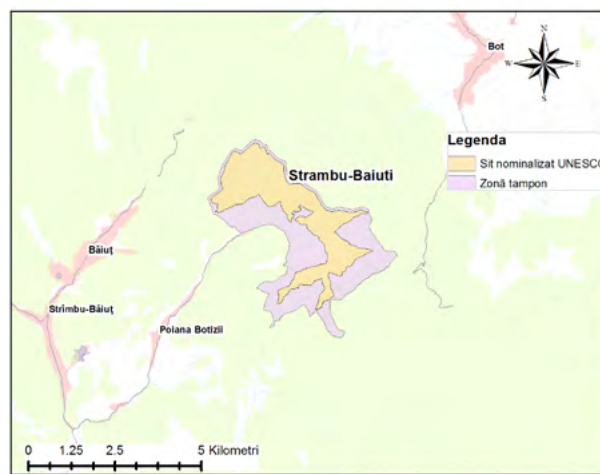 Bot
N
W E
S
Legenda
Sit nominalizat UNESCO
Zonă tampon
Strambu-Baiuti
Băiuț
Strîmbu-Băiuț
Poiana Botizii
0 1.25 2.5 5 Kilometri